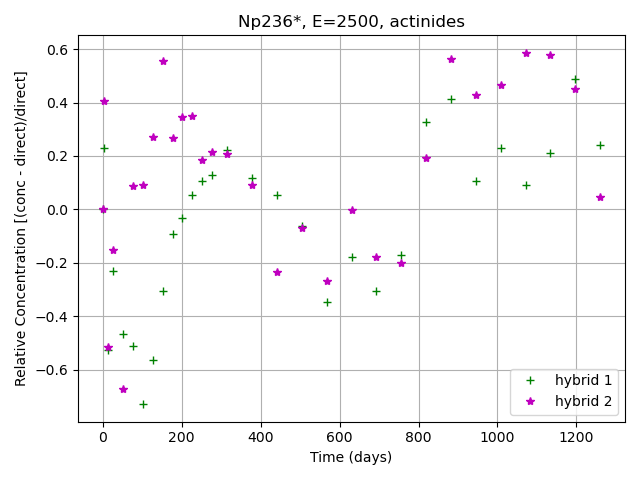 Np236*, E=2500, actinides
Relative Concentration [(conc - direct)/direct]
0.6
0.4
0.2
0.0
−0.2
−0.4
−0.6
hybrid 1
hybrid 2
0 200 400 600 800 1000 1200
Time (days)